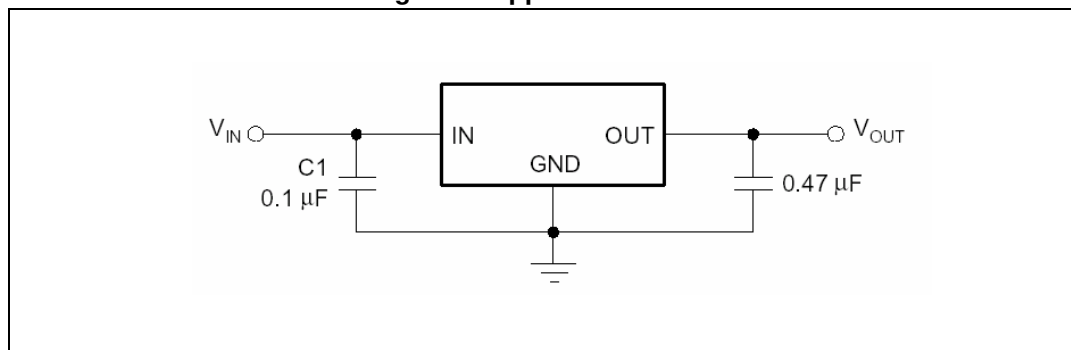 V_IN
IN
OUT
V_OUT
GND
C1
0.1 μF
0.47 μF